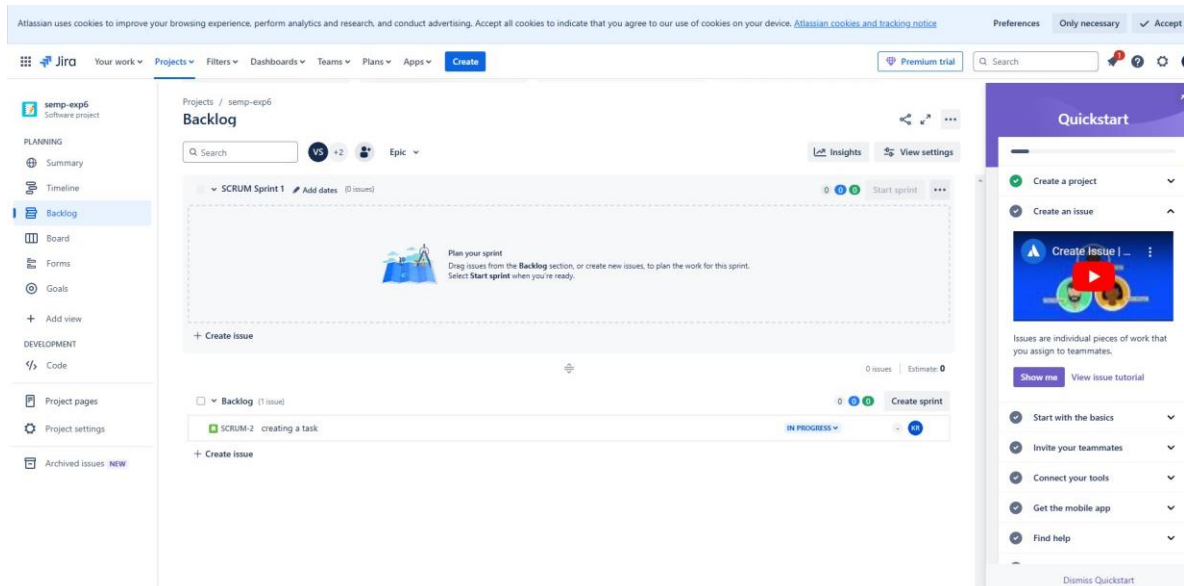 Atlassian uses cookies to improve your browsing experience, perform analytics and research, and conduct advertising. Accept all cookies to indicate that you agree to our use of cookies on your device. Atlassian cookies and tracking notice
Preferences Only necessary Accept
Jira Your work Projects Filters Dashboards Teams Plans Apps Create Premium trial Search 1
semp-exp6
Software project
PLANNING
Summary
Timeline
Backlog
Board
Forms
Goals
Add view
DEVELOPMENT
Code
Project pages
Project settings
Archived issues NEW
Projects / semp-exp6
Backlog
Search VS +2 Epic Insights View settings
SCRUM Sprint 1 Add dates (0 issues) 0 0 0 Start sprint
Plan your sprint
Drag issues from the Backlog section, or create new issues, to plan the work for this sprint.
Select Start sprint when you're ready.
+ Create issue
0 issues Estimate: 0
Backlog (1 issue) 0 0 0 Create sprint
SCRUM-2 creating a task IN PROGRESS - KR
+ Create issue
Quickstart
Create a project
Create an issue
Create Issue | ...
Issues are individual pieces of work that
you assign to teammates.
Show me View issue tutorial
Start with the basics
Invite your teammates
Connect your tools
Get the mobile app
Find help
Dismiss Quickstart